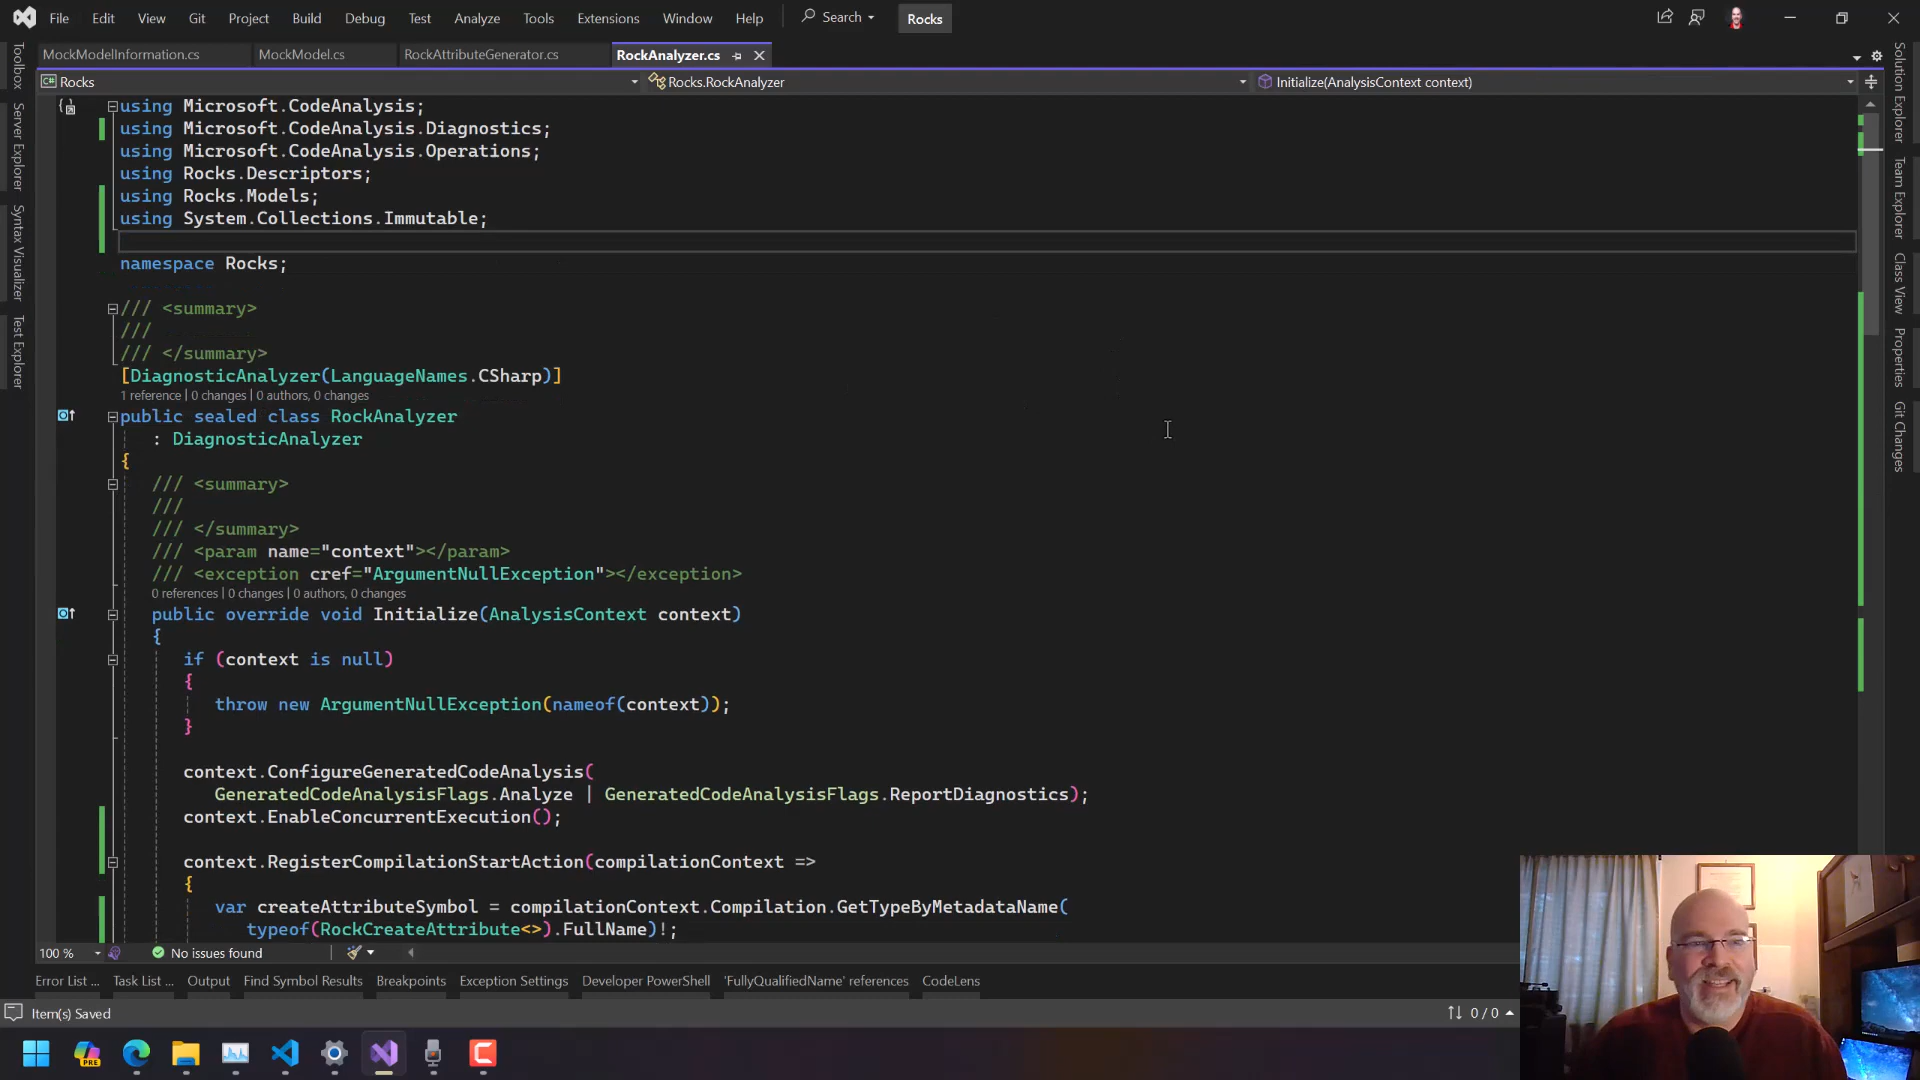 File Edit View Git Project Build Debug Test Analyze Tools Extensions Window Help Search Rocks
MockModelInformation.cs MockModel.cs RockAttributeGenerator.cs RockAnalyzer.cs
Rocks Rocks.RockAnalyzer Initialize(AnalysisContext context)
using Microsoft.CodeAnalysis;
using Microsoft.CodeAnalysis.Diagnostics;
using Microsoft.CodeAnalysis.Operations;
using Rocks.Descriptors;
using Rocks.Models;
using System.Collections.Immutable;
namespace Rocks;
/// <summary>
///
/// </summary>
[DiagnosticAnalyzer(LanguageNames.CSharp)]
1 reference | 0 changes | 0 authors, 0 changes
public sealed class RockAnalyzer
: DiagnosticAnalyzer
{
/// <summary>
///
/// </summary>
/// <param name="context"></param>
/// <exception cref="ArgumentNullException"></exception>
0 references | 0 changes | 0 authors, 0 changes
public override void Initialize(AnalysisContext context)
{
if (context is null)
{
throw new ArgumentNullException(nameof(context));
}
context.ConfigureGeneratedCodeAnalysis(
GeneratedCodeAnalysisFlags.Analyze | GeneratedCodeAnalysisFlags.ReportDiagnostics);
context.EnableConcurrentExecution();
context.RegisterCompilationStartAction(compilationContext =>
{
var createAttributeSymbol = compilationContext.Compilation.GetTypeByMetadataName(
typeof(RockCreateAttribute<>).FullName)!;
100 % No issues found
Error List ... Task List ... Output Find Symbol Results Breakpoints Exception Settings Developer PowerShell 'FullyQualifiedName' references CodeLens
Item(s) Saved 0 / 0
PRE
Toolbox
Server Explorer
Syntax Visualizer
Test Explorer
Solution Explorer
Team Explorer
Class View
Properties
Git Changes